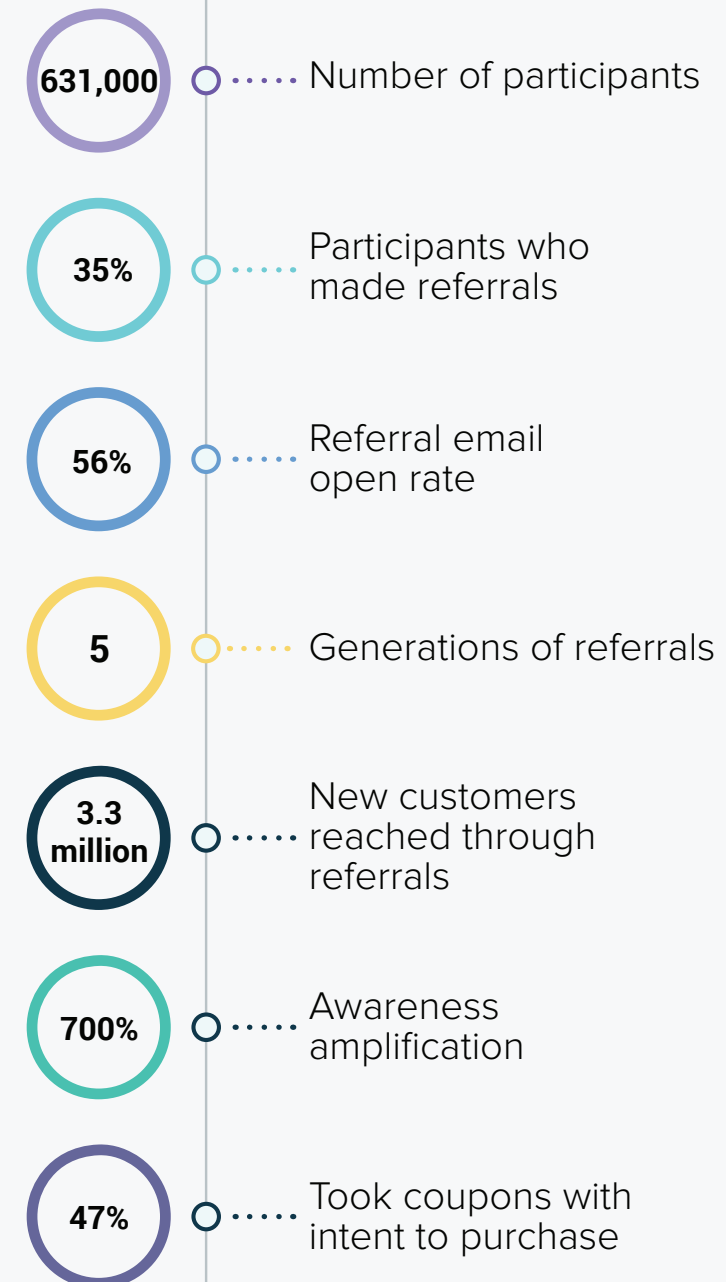 631,000
Number of participants
35%
Participants who
made referrals
56%
Referral email
open rate
5
Generations of referrals
3.3
million
New customers
reached through
referrals
700%
Awareness
amplification
47%
Took coupons with
intent to purchase